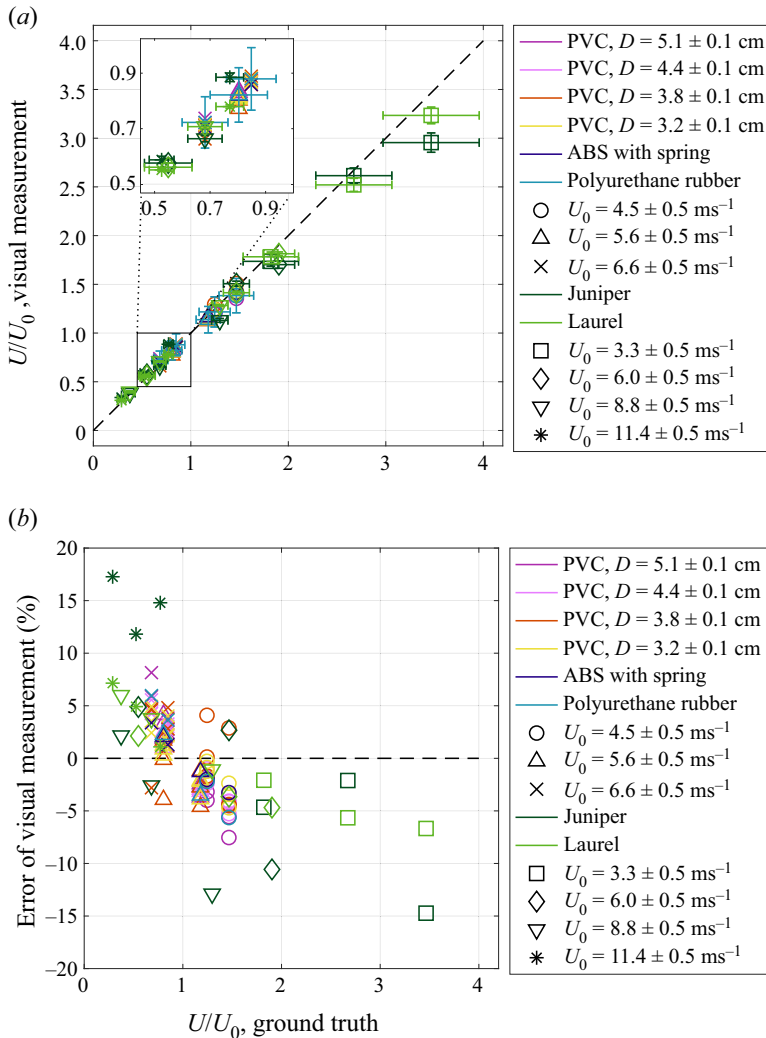 (a)
4.0
3.5
3.0
2.5
2.0
1.5
1.0
0.5
0
U/U0 ,visual measurement
0.9
0.7
0.5
0.5 0.7 0.9
0 1 2 3 4
PVC, D = 5.1 ± 0.1 cm
PVC, D = 4.4 ± 0.1 cm
PVC, D = 3.8 ± 0.1 cm
PVC, D = 3.2 ± 0.1 cm
ABS with spring
Polyurethane rubber
U0 = 4.5 ± 0.5 ms–1
U0 = 5.6 ± 0.5 ms–1
U0 = 6.6 ± 0.5 ms–1
Juniper
Laurel
U0 = 3.3 ± 0.5 ms–1
U0 = 6.0 ± 0.5 ms–1
U0 = 8.8 ± 0.5 ms–1
U0 = 11.4 ± 0.5 ms–1
(b)
20
15
10
5
0
–5
–10
–15
–20
Error of visual measurement (%)
0 1 2 3 4
U/U0, ground truth
PVC, D = 5.1 ± 0.1 cm
PVC, D = 4.4 ± 0.1 cm
PVC, D = 3.8 ± 0.1 cm
PVC, D = 3.2 ± 0.1 cm
ABS with spring
Polyurethane rubber
U0 = 4.5 ± 0.5 ms–1
U0 = 5.6 ± 0.5 ms–1
U0 = 6.6 ± 0.5 ms–1
Juniper
Laurel
U0 = 3.3 ± 0.5 ms–1
U0 = 6.0 ± 0.5 ms–1
U0 = 8.8 ± 0.5 ms–1
U0 = 11.4 ± 0.5 ms–1